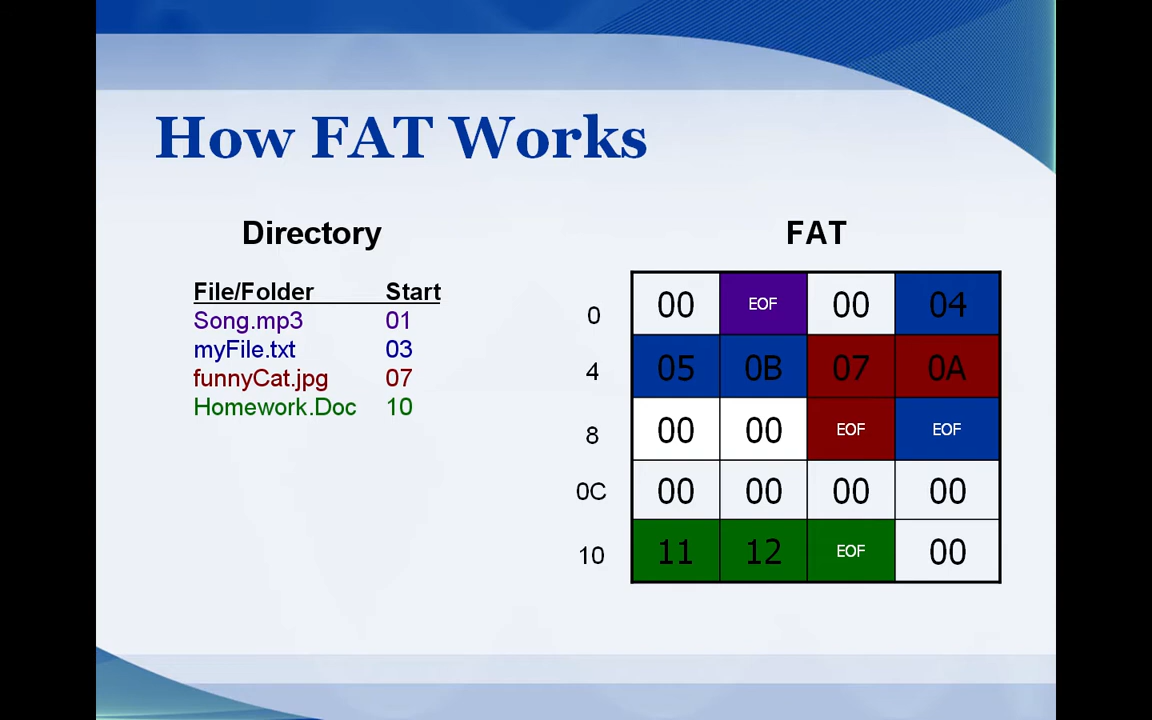 How FAT Works
Directory
FAT
File/Folder Start
Song.mp3 01
myFile.txt 03
funnyCat.jpg 07
Homework.Doc 10
0 00 EOF 00 04
4 05 0B 07 0A
8 00 00 EOF EOF
0C 00 00 00 00
10 11 12 EOF 00